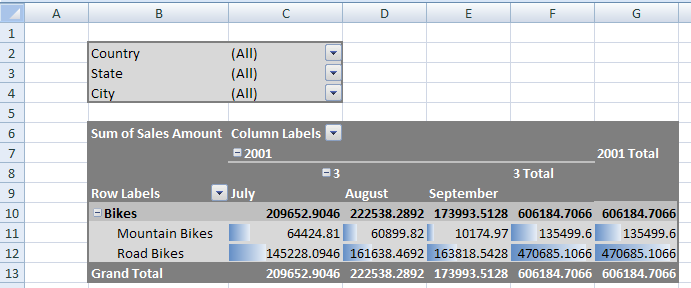 A B C D E F G
1
2 Country (All)
3 State (All)
4 City (All)
5
6 Sum of Sales Amount Column Labels
7 2001 2001 Total
8 3 3 Total
9 Row Labels July August September
10 Bikes 209652.9046 222538.2892 173993.5128 606184.7066 606184.7066
11 Mountain Bikes 64424.81 60899.82 10174.97 135499.6 135499.6
12 Road Bikes 145228.0946 161638.4692 163818.5428 470685.1066 470685.1066
13 Grand Total 209652.9046 222538.2892 173993.5128 606184.7066 606184.7066